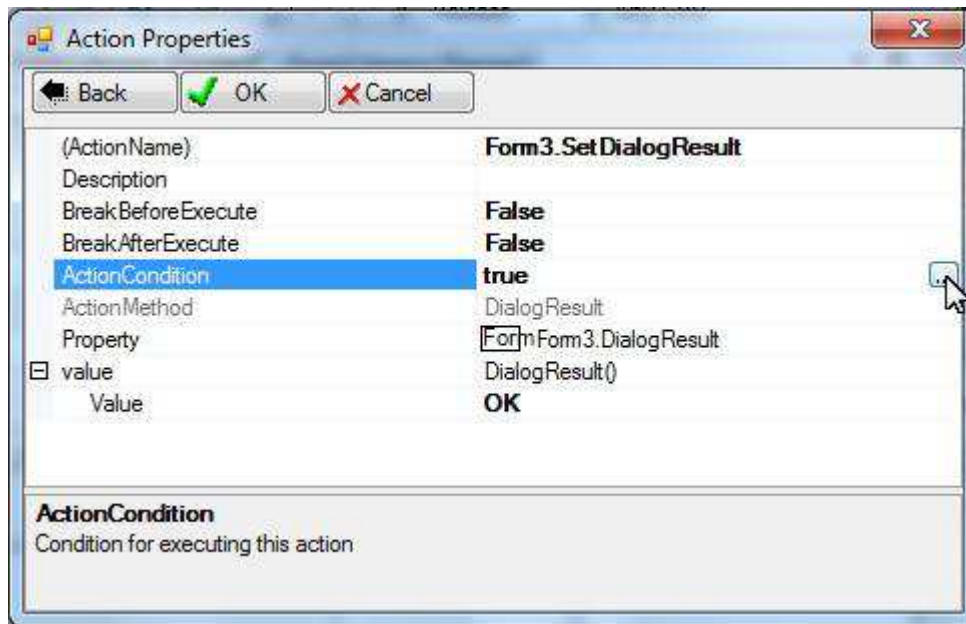 Action Properties
Back OK Cancel
(ActionName) Form3.SetDialogResult
Description
BreakBeforeExecute False
BreakAfterExecute False
ActionCondition true ...
ActionMethod DialogResult
Property Form Form3.DialogResult
value DialogResult()
Value OK
ActionCondition
Condition for executing this action